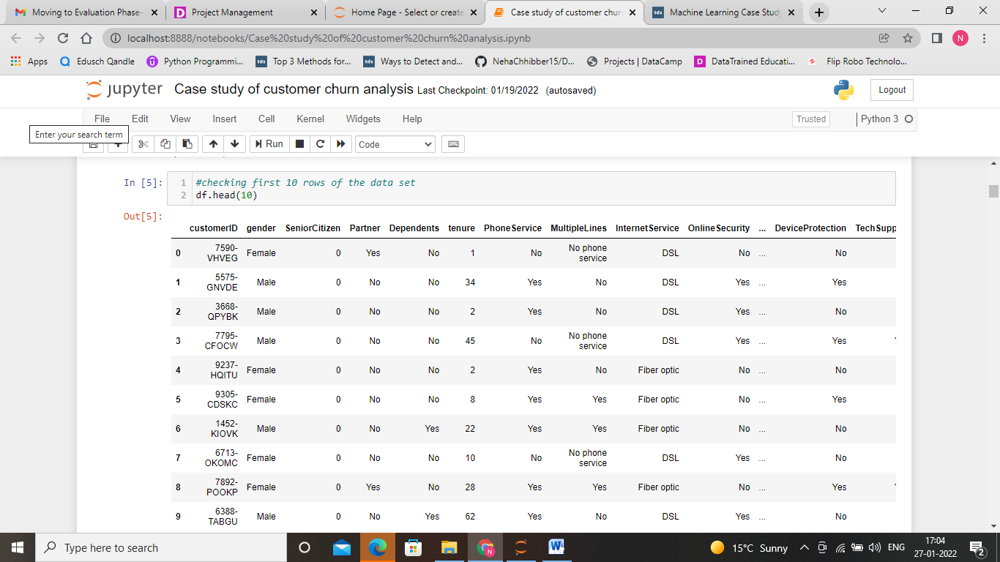 Moving to Evaluation Phase-
Project Management
Home Page - Select or create
Case study of customer churn
Machine Learning Case Study
localhost:8888/notebooks/Case%20study%20of%20customer%20churn%20analysis.ipynb
N
Apps
Edusch Qandle
Python Programmi...
Top 3 Methods for...
Ways to Detect and...
NehaChhibber15/D...
Projects | DataCamp
DataTrained Educati...
Flip Robo Technolo...
jupyter Case study of customer churn analysis Last Checkpoint: 01/19/2022 (autosaved)
Logout
File Edit View Insert Cell Kernel Widgets Help
Trusted
Python 3
Enter your search term
Run
Code
In [5]:
1 #checking first 10 rows of the data set
2 df.head(10)
Out[5]:
customerID gender SeniorCitizen Partner Dependents tenure PhoneService MultipleLines InternetService OnlineSecurity ... DeviceProtection TechSupp
0 7590-VHVEG Female 0 Yes No 1 No No phone service DSL No ... No
1 5575-GNVDE Male 0 No No 34 Yes No DSL Yes ... Yes
2 3668-QPYBK Male 0 No No 2 Yes No DSL Yes ... No
3 7795-CFOCW Male 0 No No 45 No No phone service DSL Yes ... Yes
4 9237-HQITU Female 0 No No 2 Yes No Fiber optic No ... No
5 9305-CDSKC Female 0 No No 8 Yes Yes Fiber optic No ... Yes
6 1452-KIOVK Male 0 No Yes 22 Yes Yes Fiber optic No ... No
7 6713-OKOMC Female 0 No No 10 No No phone service DSL Yes ... No
8 7892-POOKP Female 0 Yes No 28 Yes Yes Fiber optic No ... Yes
9 6388-TABGU Male 0 No Yes 62 Yes No DSL Yes ... No
Type here to search
15°C Sunny
ENG
17:04
27-01-2022
2